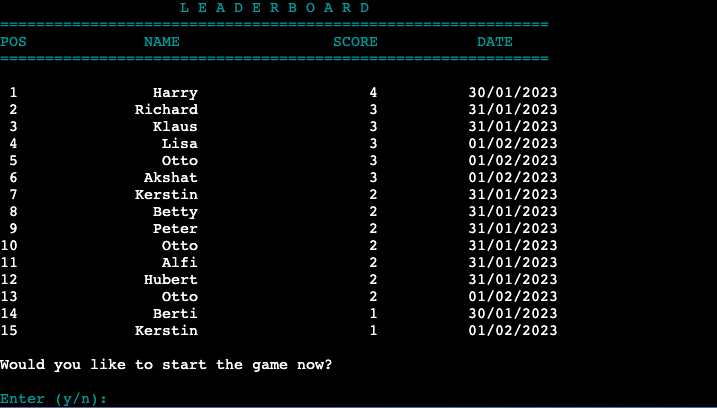 L E A D E R B O A R D
=============================================================
POS NAME SCORE DATE
=============================================================
1 Harry 4 30/01/2023
2 Richard 3 31/01/2023
3 Klaus 3 31/01/2023
4 Lisa 3 01/02/2023
5 Otto 3 01/02/2023
6 Akshat 3 01/02/2023
7 Kerstin 2 31/01/2023
8 Betty 2 31/01/2023
9 Peter 2 31/01/2023
10 Otto 2 31/01/2023
11 Alfi 2 31/01/2023
12 Hubert 2 31/01/2023
13 Otto 2 01/02/2023
14 Berti 1 30/01/2023
15 Kerstin 1 01/02/2023
Would you like to start the game now?
Enter (y/n):